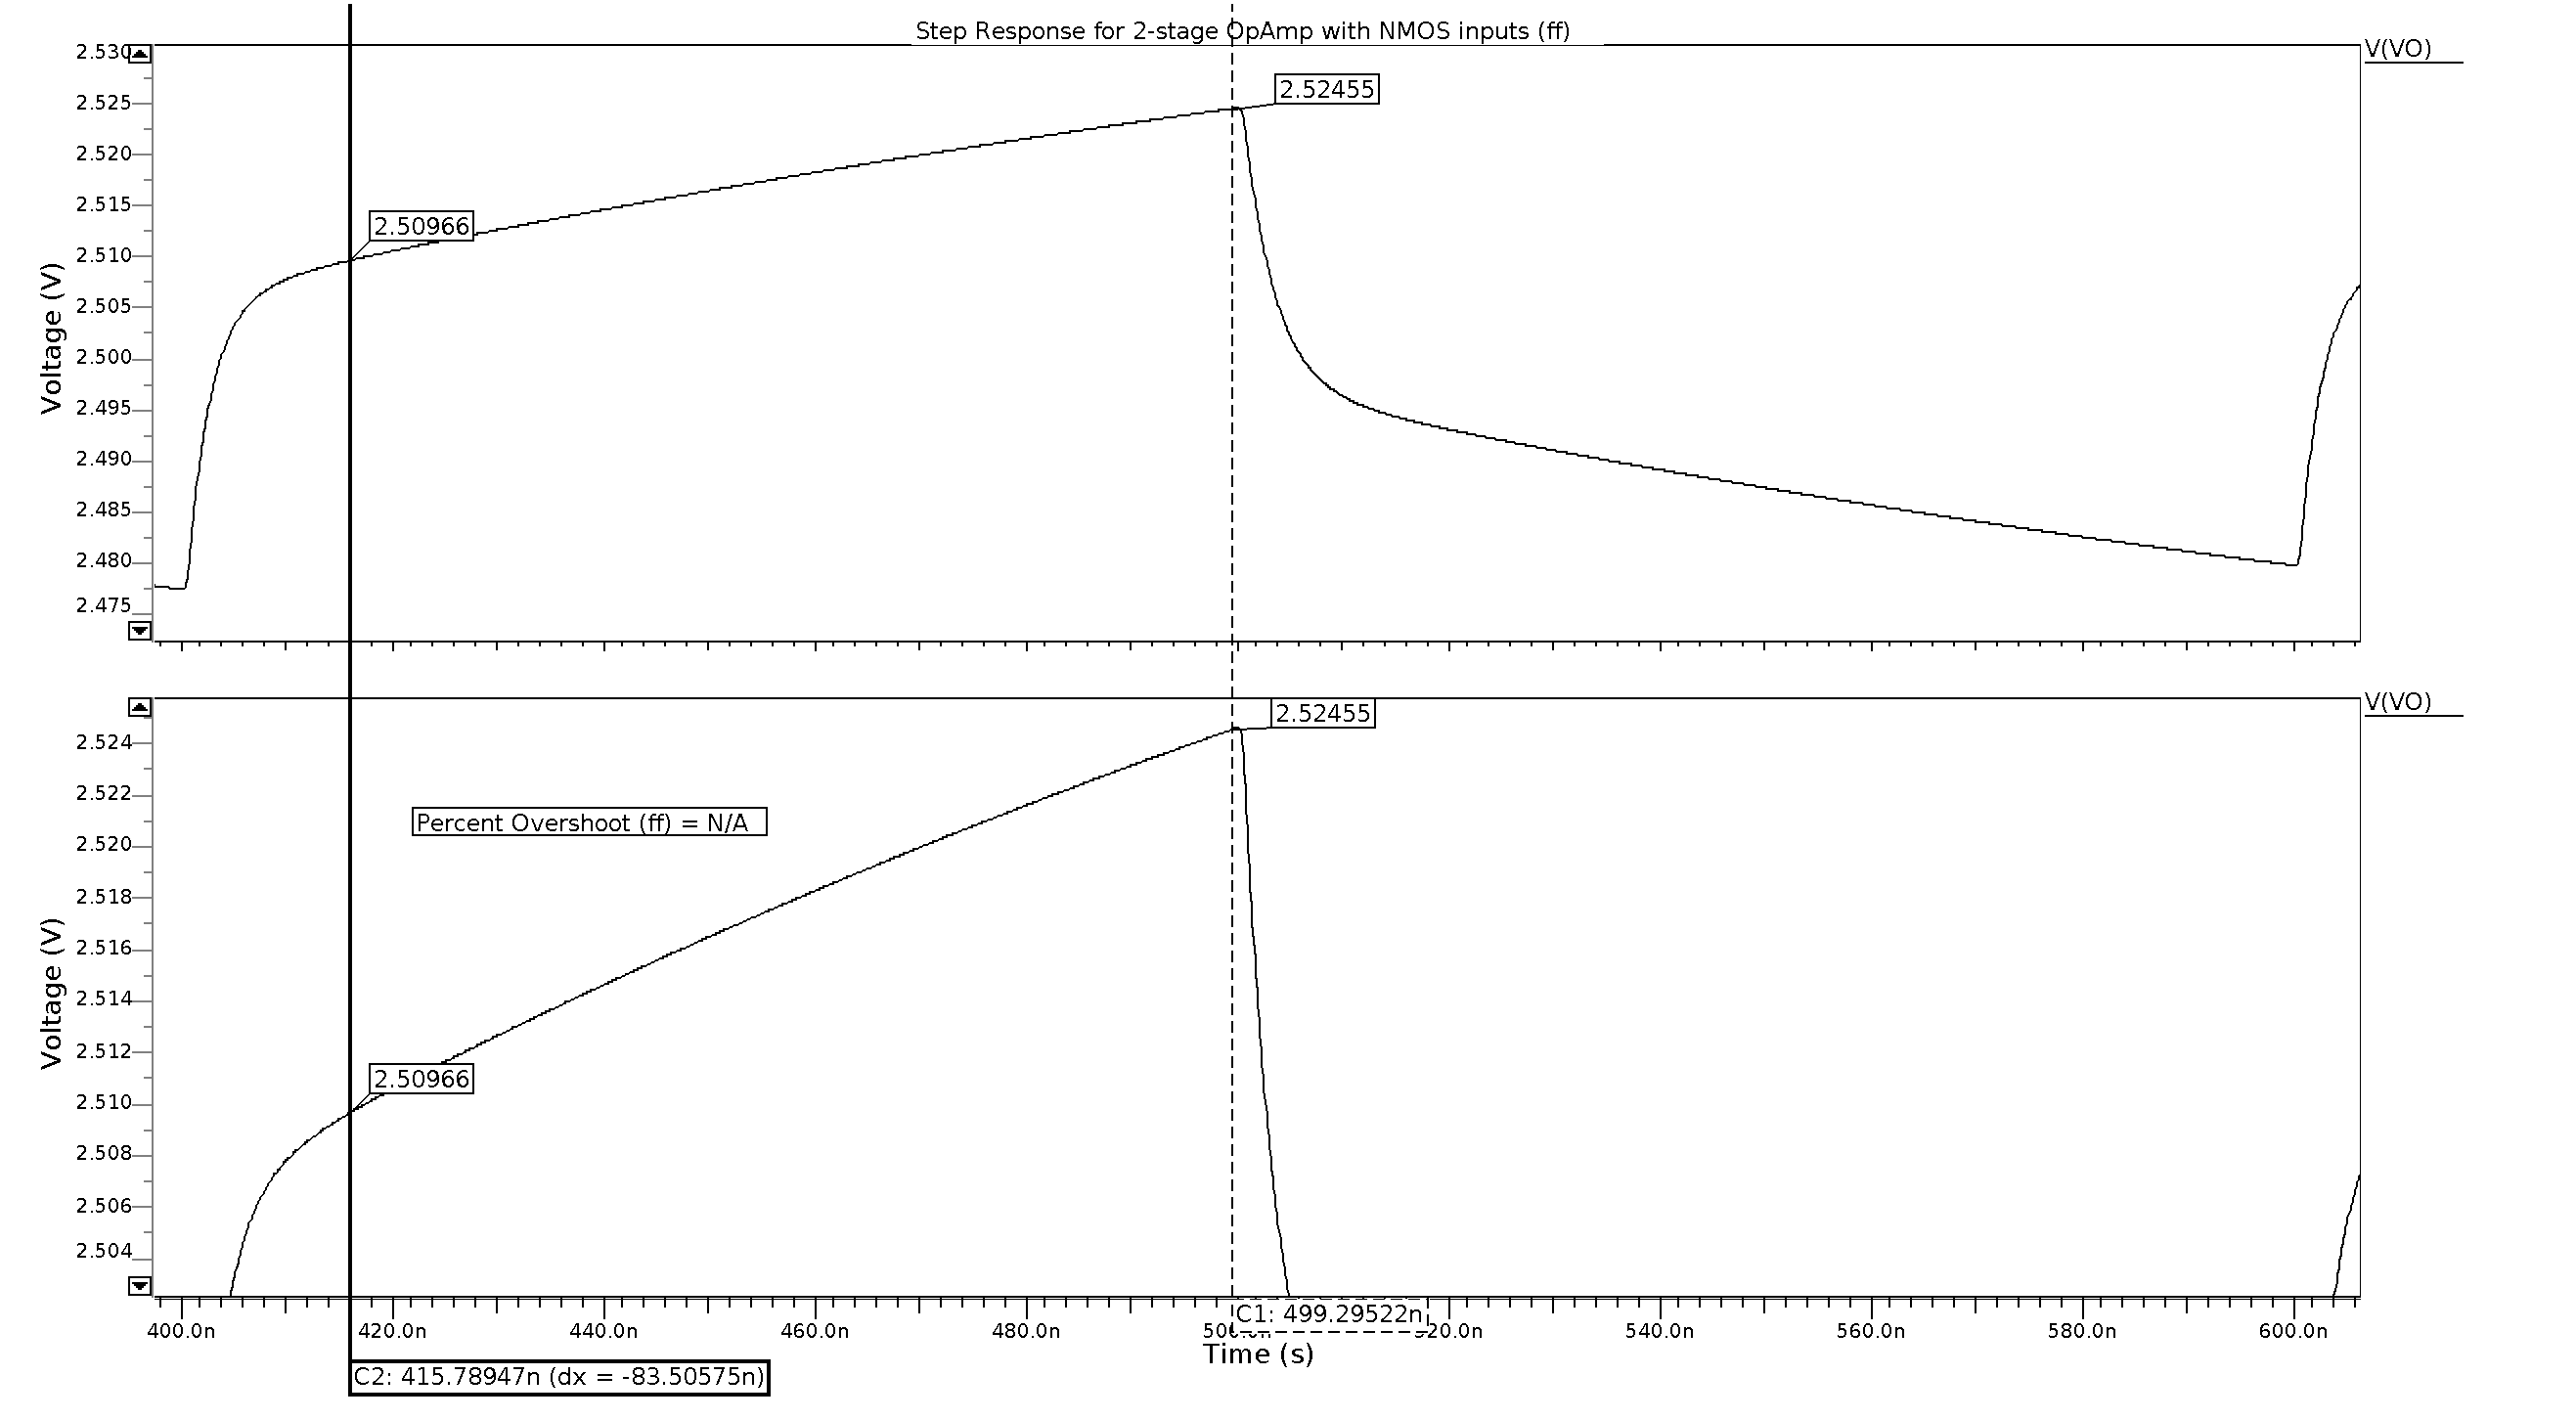 Step Response for 2-stage OpAmp with NMOS inputs (ff)
V(VO)
2.530
2.525
2.520
2.515
2.510
2.505
2.500
2.495
2.490
2.485
2.480
2.475
Voltage (V)
2.52455
2.50966
V(VO)
2.524
2.522
2.520
2.518
2.516
2.514
2.512
2.510
2.508
2.506
2.504
Voltage (V)
2.52455
Percent Overshoot (ff) = N/A
2.50966
400.0n 420.0n 440.0n 460.0n 480.0n 540.0n 560.0n 580.0n 600.0n
C1: 499.29522n
Time (s)
C2: 415.78947n (dx = -83.50575n)